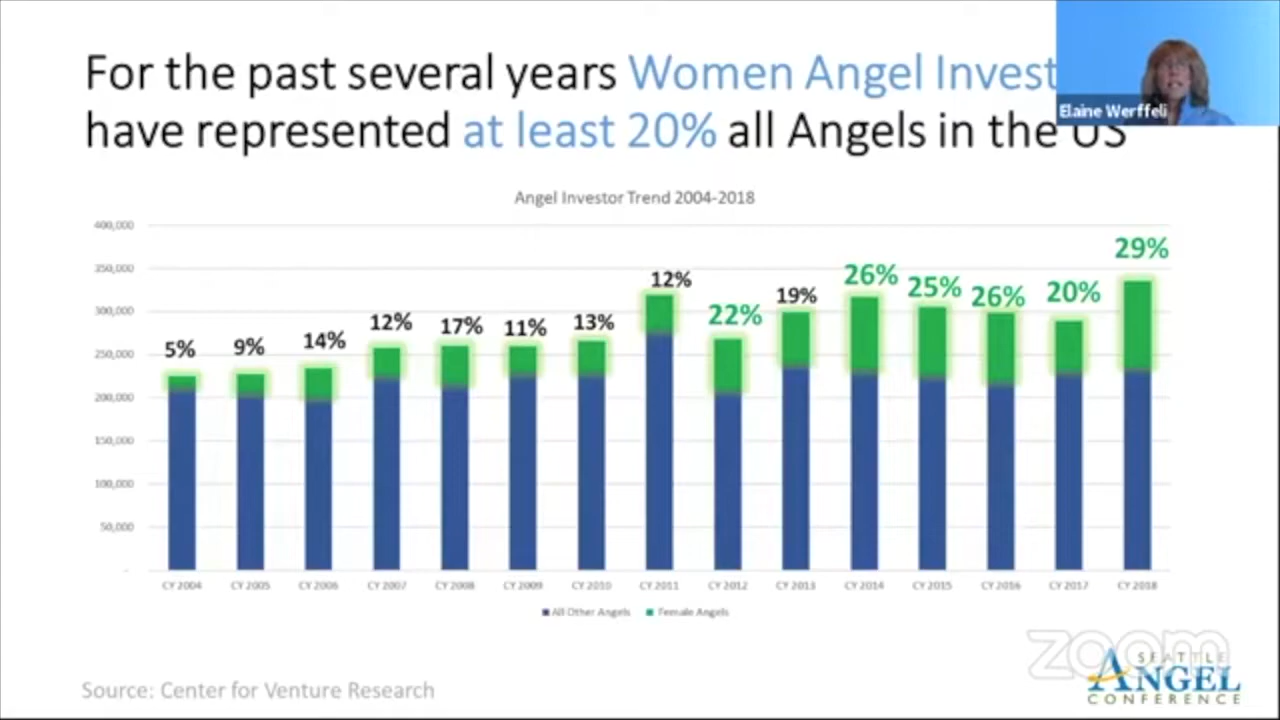 For the past several years Women Angel Invest
Elaine Werffeli
have represented at least 20% all Angels in the US
Angel Investor Trend 2004-2018
400,000
350,000
300,000
250,000
200,000
150,000
100,000
50,000
-
5%
9%
14%
12%
17%
11%
13%
12%
22%
19%
26%
25%
26%
20%
29%
CY 2004
CY 2005
CY 2006
CY 2007
CY 2008
CY 2009
CY 2010
CY 2011
CY 2012
CY 2013
CY 2014
CY 2015
CY 2016
CY 2017
CY 2018
All Other Angels
Female Angels
Source: Center for Venture Research
zoom
SEATTLE
ANGEL
CONFERENCE